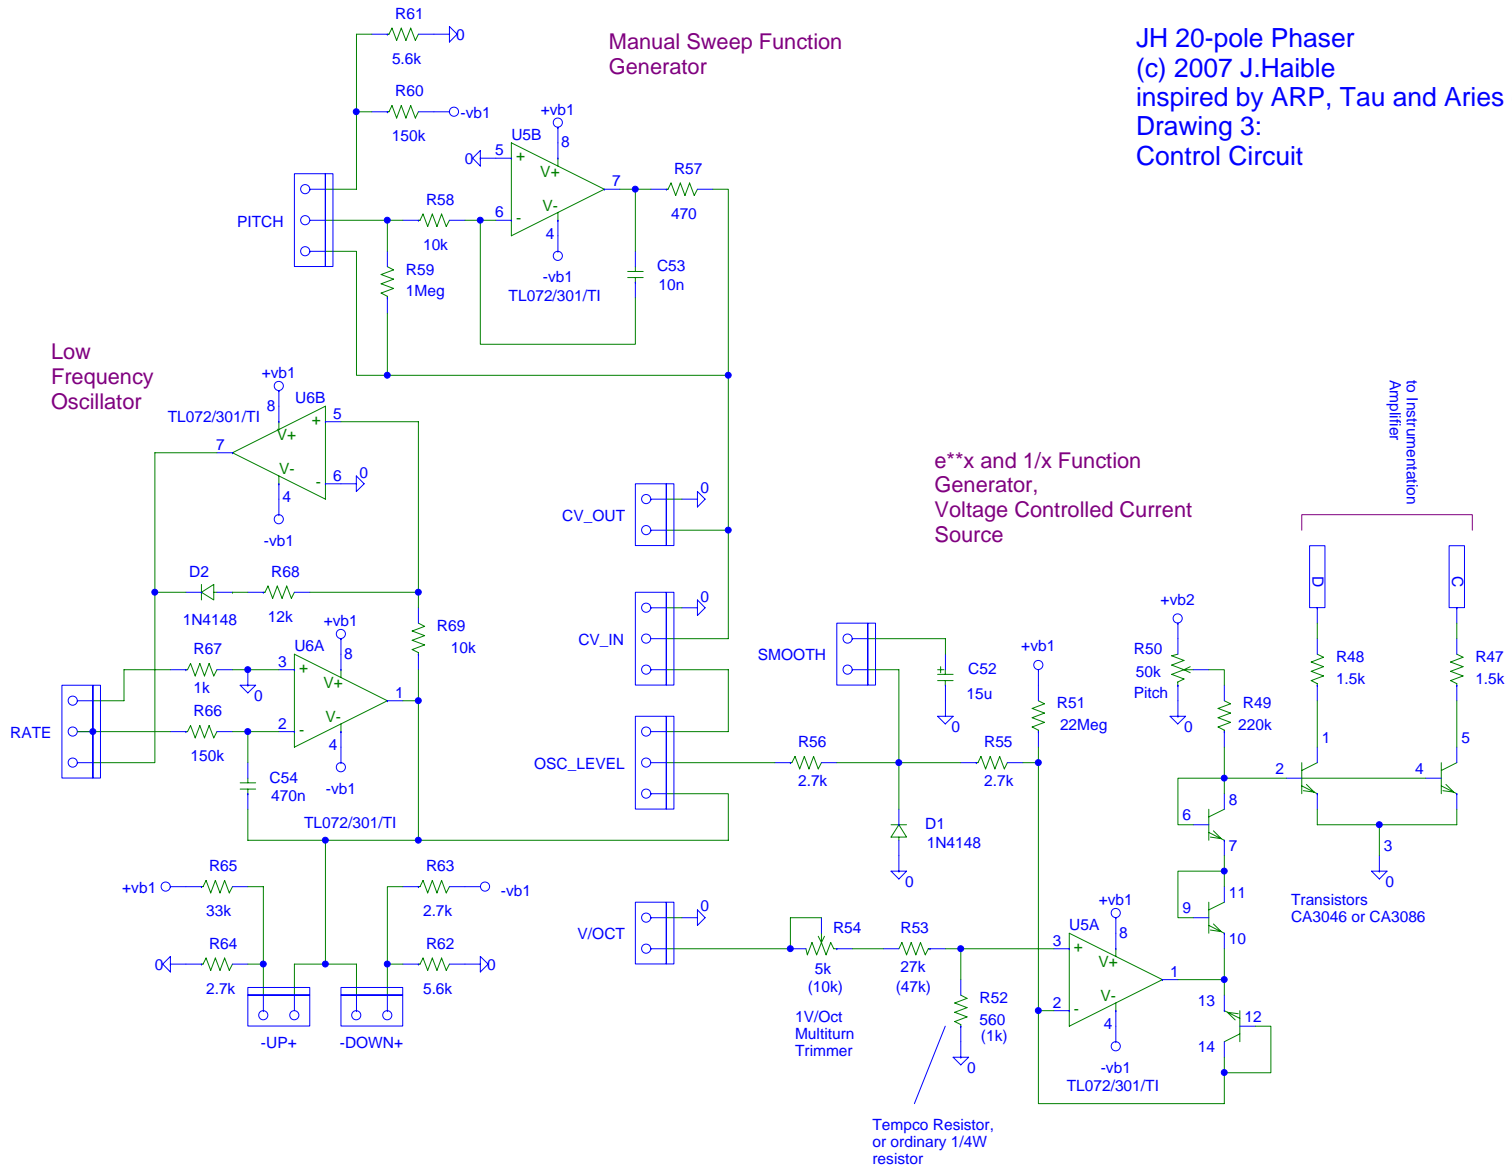 JH 20-pole Phaser
(c) 2007 J.Haible
inspired by ARP, Tau and Aries
Drawing 3:
Control Circuit
Manual Sweep Function
Generator
R61
5.6k
0
R60
150k
-vb1
PITCH
R58
10k
R59
1Meg
0
5
6
+
-
U5B
+vb1
8
V+
V-
4
-vb1
TL072/301/TI
7
R57
470
C53
10n
Low
Frequency
Oscillator
+vb1
8
U6B
TL072/301/TI
V+
V-
+
-
5
6
0
7
4
-vb1
D2
1N4148
R68
12k
R69
10k
RATE
R67
1k
0
R66
150k
C54
470n
U6A
+vb1
8
3
2
+
-
V+
V-
1
4
-vb1
TL072/301/TI
+vb1
R65
33k
R63
2.7k
-vb1
0
R64
2.7k
R62
5.6k
0
-UP+
-DOWN+
CV_OUT
0
CV_IN
0
OSC_LEVEL
V/OCT
0
e**x and 1/x Function
Generator,
Voltage Controlled Current
Source
SMOOTH
+
C52
15u
0
R56
2.7k
R55
2.7k
+vb1
R51
22Meg
D1
1N4148
0
R54
5k
(10k)
1V/Oct
Multiturn
Trimmer
R53
27k
(47k)
R52
560
(1k)
0
Tempco Resistor,
or ordinary 1/4W
resistor
U5A
+vb1
8
3
2
+
-
V+
V-
1
4
-vb1
TL072/301/TI
to Instrumentation
Amplifier
D
C
R48
1.5k
R47
1.5k
+vb2
R50
50k
Pitch
0
R49
220k
1
2
4
5
3
0
6
8
7
9
11
10
13
12
14
Transistors
CA3046 or CA3086